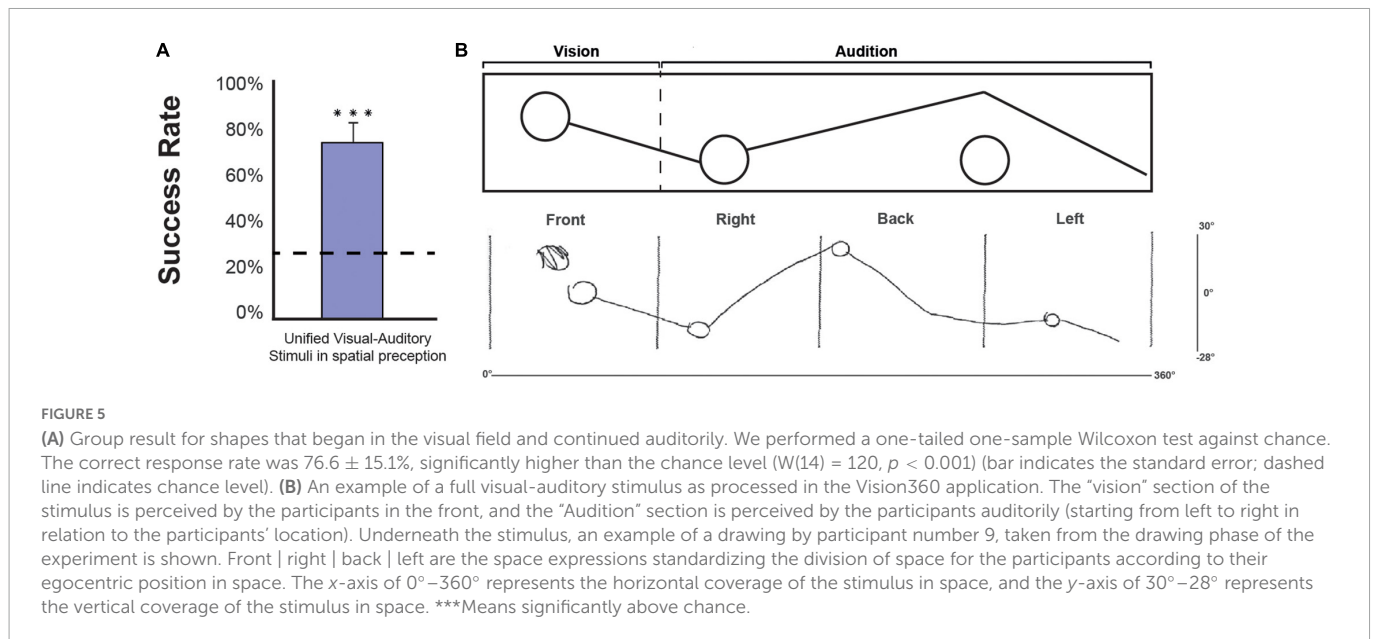 A
B
Vision
Audition
Success Rate
100%
80%
60%
40%
20%
0%
* * *
Unified Visual-Auditory
Stimuli in spatial preception
Front
Right
Back
Left
30°
0°
-28°
0°
360°
FIGURE 5
(A) Group result for shapes that began in the visual field and continued auditorily. We performed a one-tailed one-sample Wilcoxon test against chance.
The correct response rate was 76.6 ± 15.1%, significantly higher than the chance level (W(14) = 120, p < 0.001) (bar indicates the standard error; dashed
line indicates chance level). (B) An example of a full visual-auditory stimulus as processed in the Vision360 application. The “vision” section of the
stimulus is perceived by the participants in the front, and the “Audition” section is perceived by the participants auditorily (starting from left to right in
relation to the participants’ location). Underneath the stimulus, an example of a drawing by participant number 9, taken from the drawing phase of the
experiment is shown. Front | right | back | left are the space expressions standardizing the division of space for the participants according to their
egocentric position in space. The x-axis of 0°–360° represents the horizontal coverage of the stimulus in space, and the y-axis of 30°–28° represents
the vertical coverage of the stimulus in space. ***Means significantly above chance.